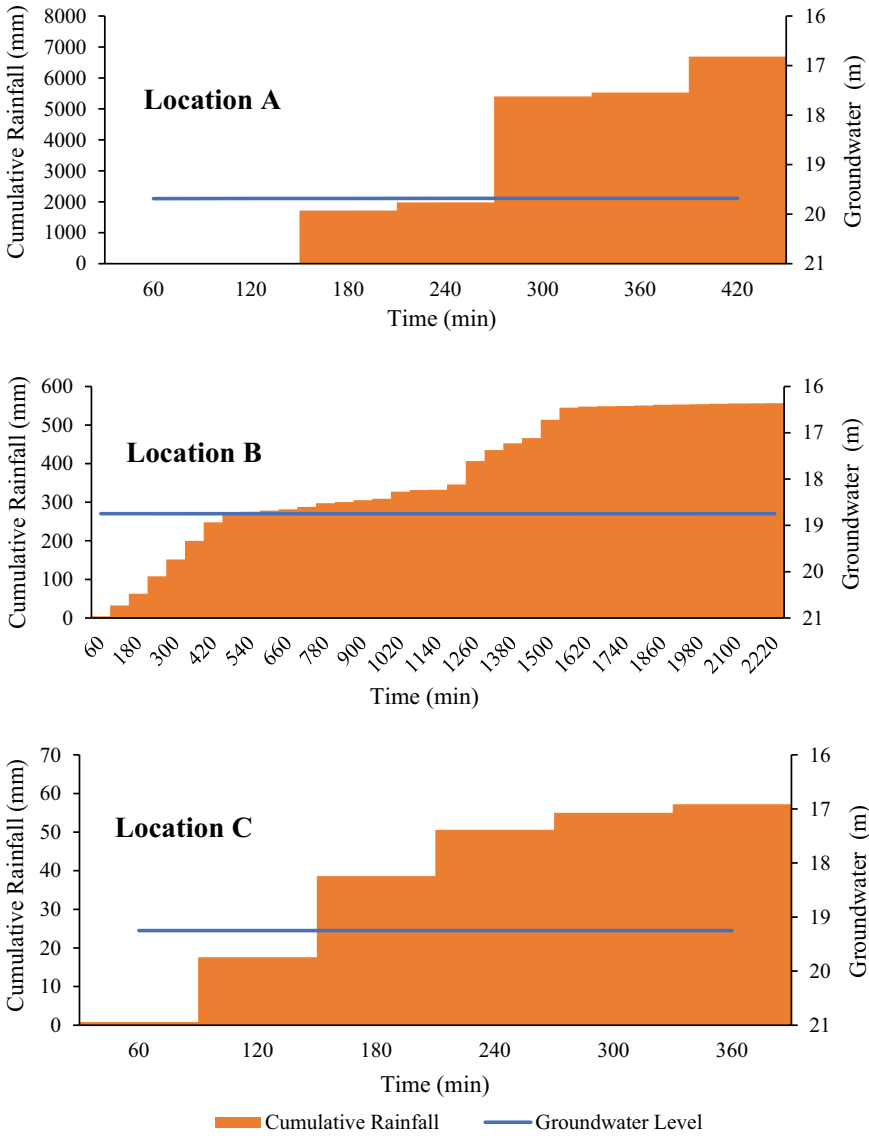 Cumulative Rainfall (mm)
8000
7000
6000
5000
4000
3000
2000
1000
0
Location A
16
17
18
19
20
21
Groundwater (m)
60 120 180 240 300 360 420
Time (min)
Cumulative Rainfall (mm)
600
500
400
300
200
100
0
Location B
16
17
18
19
20
21
Groundwater (m)
60 180 300 420 540 660 780 900 1020 1140 1260 1380 1500 1620 1740 1860 1980 2100 2220
Time (min)
Cumulative Rainfall (mm)
70
60
50
40
30
20
10
0
Location C
16
17
18
19
20
21
Groundwater (m)
60 120 180 240 300 360
Time (min)
Cumulative Rainfall Groundwater Level